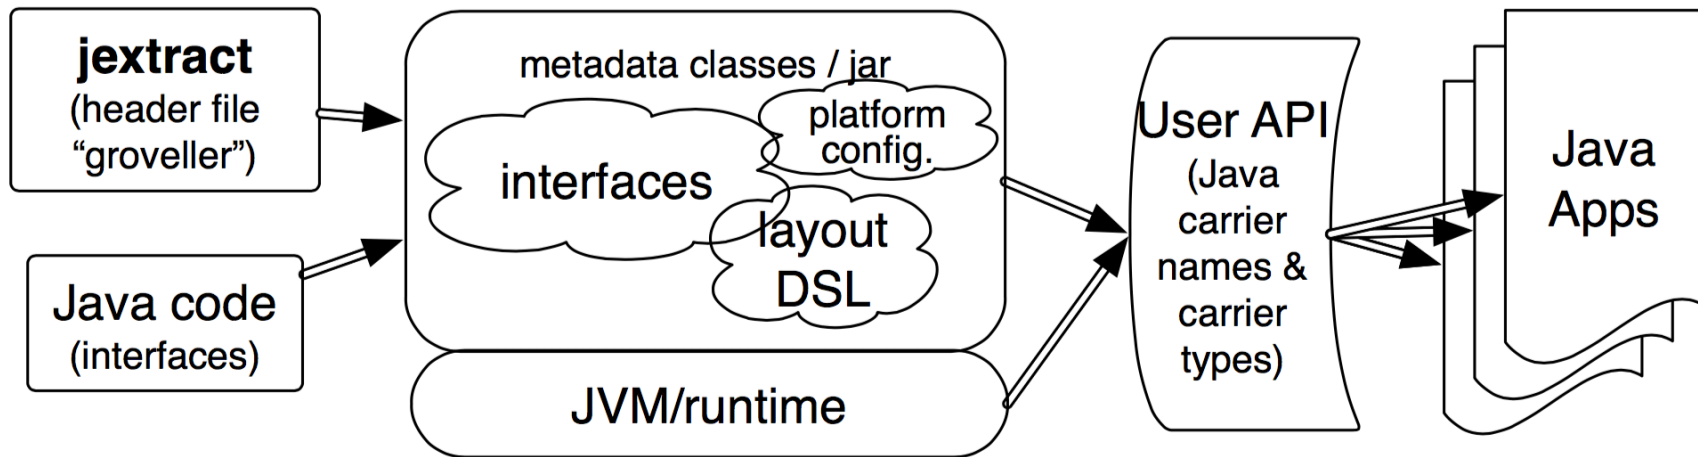 jextract
(header file
“groveller”)
Java code
(interfaces)
metadata classes / jar
interfaces
platform
config.
layout
DSL
JVM/runtime
User API
(Java
carrier
names &
carrier
types)
Java
Apps